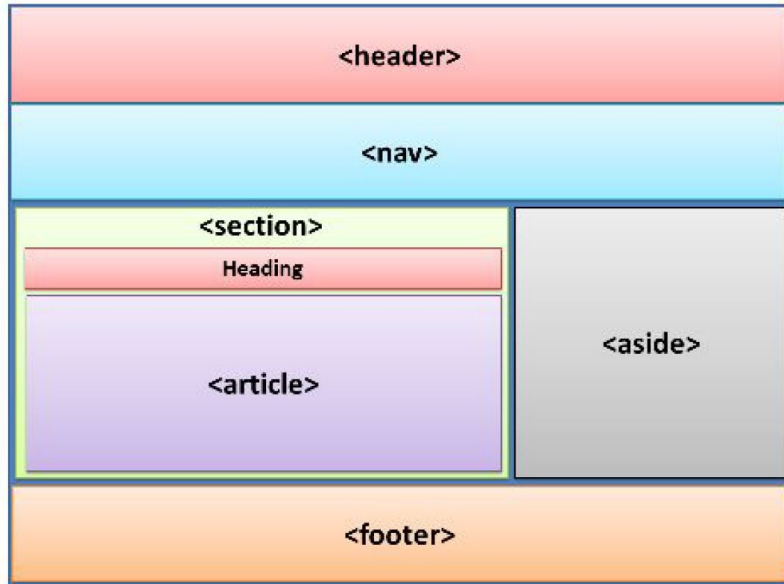 <header>
<nav>
<section>
Heading
<article>
<aside>
<footer>